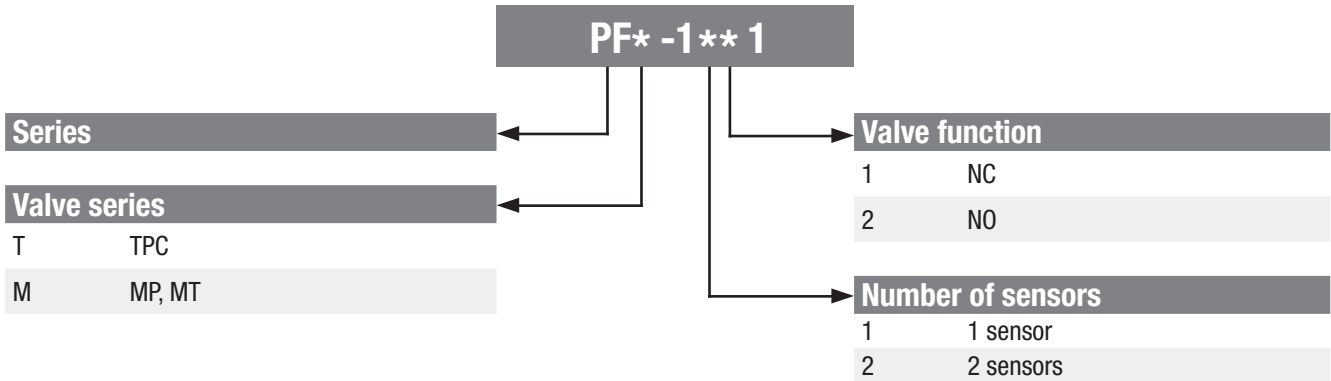 PF* -1** 1
Series
Valve series
T TPC
M MP, MT
Valve function
1 NC
2 NO
Number of sensors
1 1 sensor
2 2 sensors